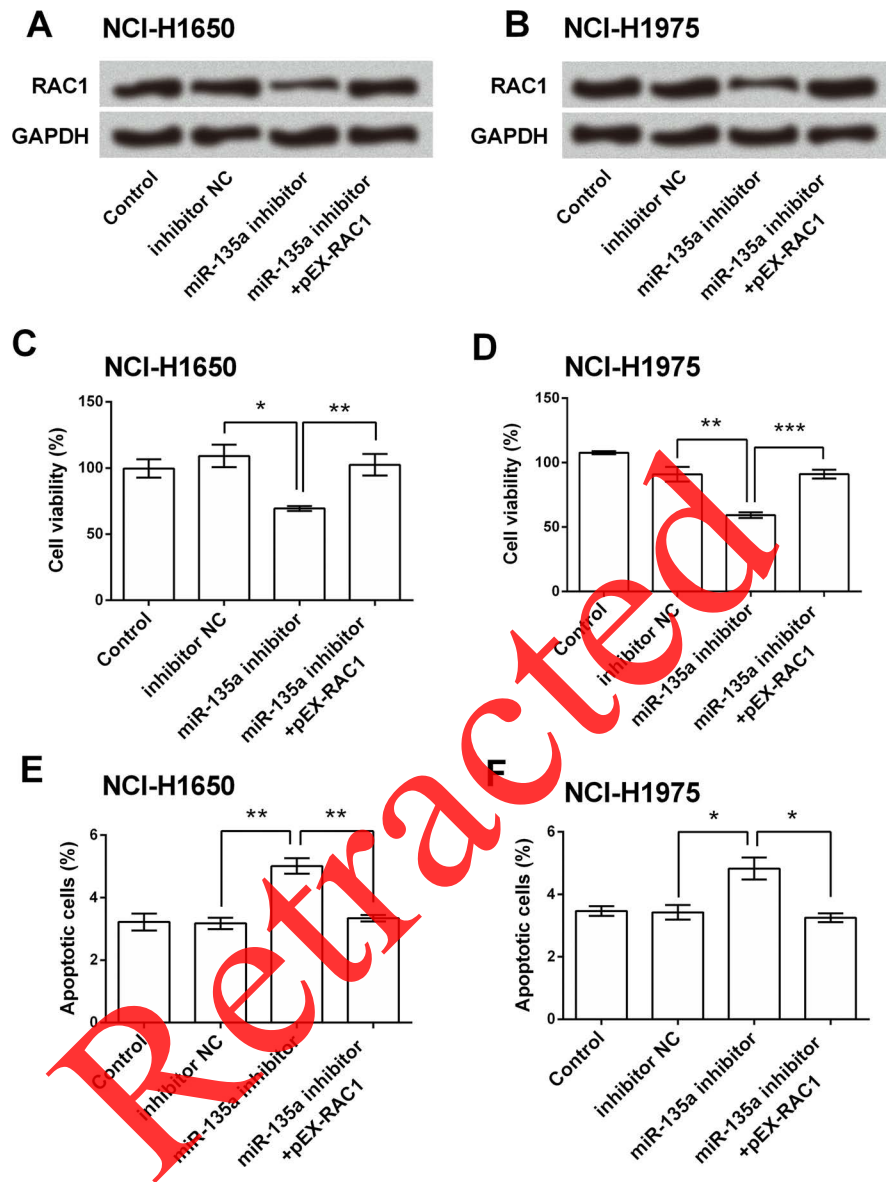 A NCI-H1650
RAC1
GAPDH
Control
inhibitor NC
miR-135a inhibitor
miR-135a inhibitor
+pEX-RAC1
B NCI-H1975
RAC1
GAPDH
Control
inhibitor NC
miR-135a inhibitor
miR-135a inhibitor
+pEX-RAC1
C NCI-H1650
Cell viability (%)
150
100
50
0
* **
Control
inhibitor NC
miR-135a inhibitor
miR-135a inhibitor
+pEX-RAC1
D NCI-H1975
Cell viability (%)
150
100
50
0
** ***
Control
inhibitor NC
miR-135a inhibitor
miR-135a inhibitor
+pEX-RAC1
E NCI-H1650
Apoptotic cells (%)
6
4
2
0
** **
Control
inhibitor NC
miR-135a inhibitor
miR-135a inhibitor
+pEX-RAC1
F NCI-H1975
Apoptotic cells (%)
6
4
2
0
* *
Control
inhibitor NC
miR-135a inhibitor
miR-135a inhibitor
+pEX-RAC1
Retracted